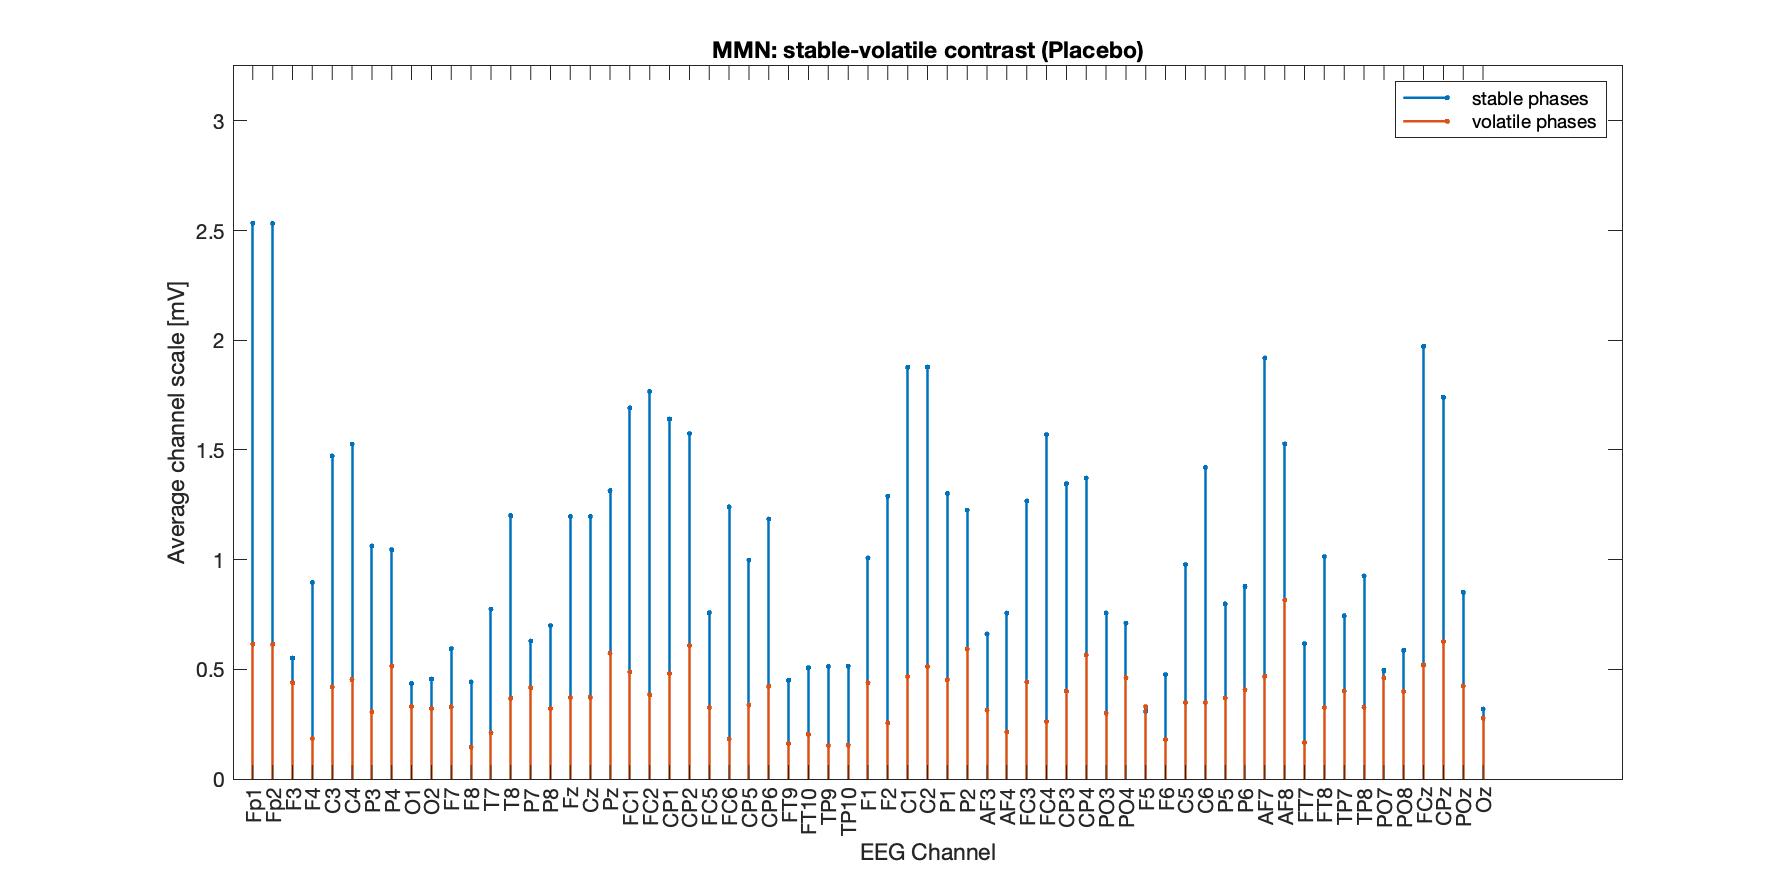 MMN: stable-volatile contrast (Placebo)
stable phases
volatile phases
Average channel scale [mV]
3
2.5
2
1.5
1
0.5
0
Fp1 Fp2 F3 F4 C3 C4 P3 P4 O1 O2 F7 F8 T7 T8 P7 P8 Fz Cz Pz FC1 FC2 CP1 CP2 FC5 FC6 CP5 CP6 FT9 FT10 TP9 TP10 F1 F2 C1 C2 P1 P2 AF3 AF4 FC3 FC4 CP3 CP4 PO3 PO4 F5 F6 C5 C6 P5 P6 AF7 AF8 FT7 FT8 TP7 TP8 PO7 PO8 FCz CPz POz Oz
EEG Channel